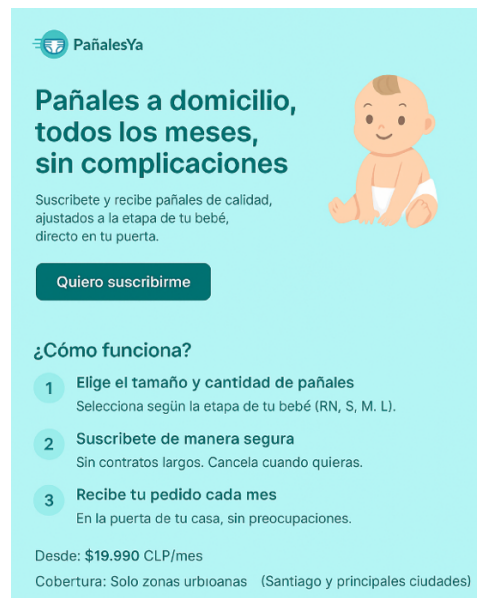 PañalesYa
Pañales a domicilio,
todos los meses,
sin complicaciones
Suscribete y recibe pañales de calidad,
ajustados a la etapa de tu bebé,
directo en tu puerta.
Quiero suscribirme
¿Cómo funciona?
1 Elige el tamaño y cantidad de pañales
Selecciona según la etapa de tu bebé (RN, S, M. L).
2 Suscribete de manera segura
Sin contratos largos. Cancela cuando quieras.
3 Recibe tu pedido cada mes
En la puerta de tu casa, sin preocupaciones.
Desde: $19.990 CLP/mes
Cobertura: Solo zonas urbıoanas (Santiago y principales ciudades)